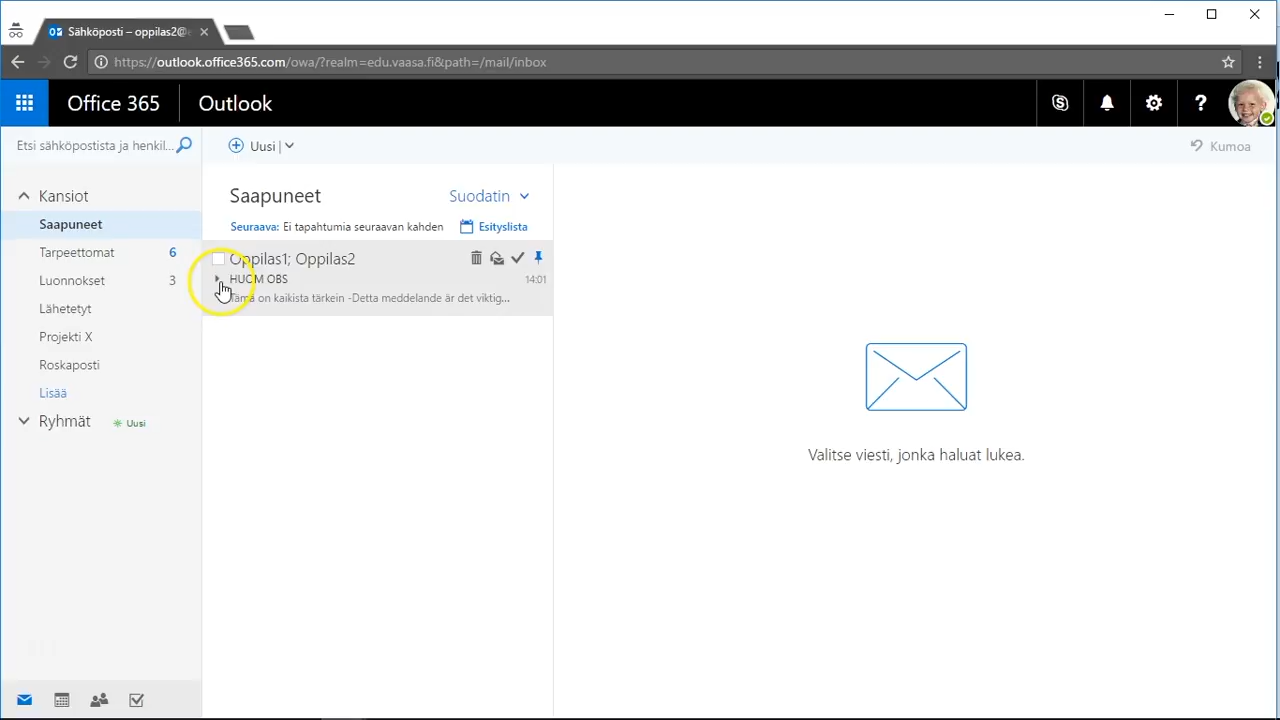 Sähköposti – oppilas2@e
https://outlook.office365.com/owa/?realm=edu.vaasa.fi&path=/mail/inbox
Office 365
Outlook
?
Etsi sähköpostista ja henkil...
Uusi
Kumoa
Kansiot
Saapuneet
Tarpeettomat 6
Luonnokset 3
Lähetetyt
Projekti X
Roskaposti
Lisää
Ryhmät Uusi
Saapuneet
Suodatin
Seuraava: Ei tapahtumia seuraavan kahden
Esityslista
Oppilas1; Oppilas2
HUOM OBS
14:01
Tämä on kaikista tärkein -Detta meddelande är det viktig...
Valitse viesti, jonka haluat lukea.